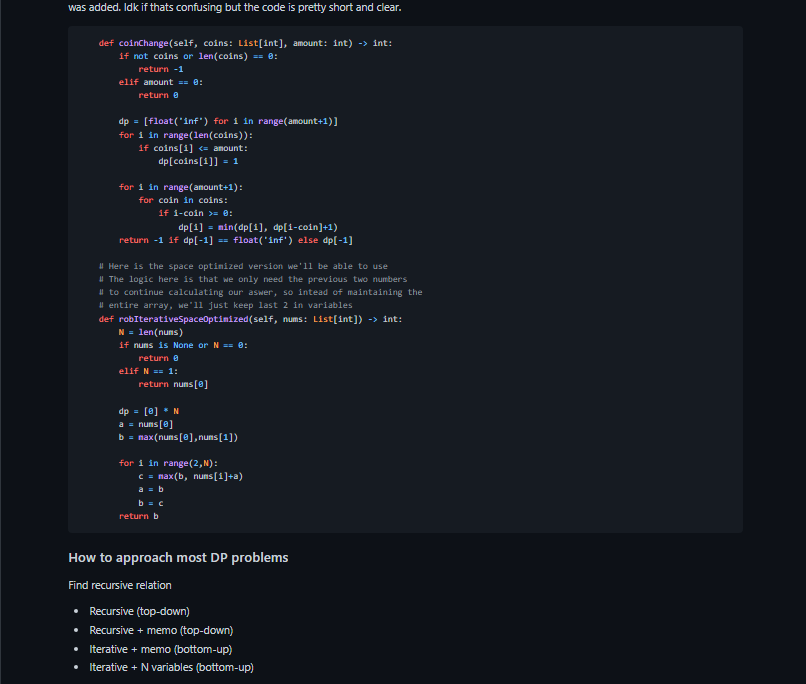 was added. Idk if thats confusing but the code is pretty short and clear.
def coinChange(self, coins: List[int], amount: int) -> int:
if not coins or len(coins) == 0:
return -1
elif amount == 0:
return 0
dp = [float('inf') for i in range(amount+1)]
for i in range(len(coins)):
if coins[i] <= amount:
dp[coins[i]] = 1
for i in range(amount+1):
for coin in coins:
if i-coin >= 0:
dp[i] = min(dp[i], dp[i-coin]+1)
return -1 if dp[-1] == float('inf') else dp[-1]
# Here is the space optimized version we'll be able to use
# The logic here is that we only need the previous two numbers
# to continue calculating our aswer, so intead of maintaining the
# entire array, we'll just keep last 2 in variables
def robIterativeSpaceOptimized(self, nums: List[int]) -> int:
N = len(nums)
if nums is None or N == 0:
return 0
elif N == 1:
return nums[0]
dp = [0] * N
a = nums[0]
b = max(nums[0],nums[1])
for i in range(2,N):
c = max(b, nums[i]+a)
a = b
b = c
return b
How to approach most DP problems
Find recursive relation
• Recursive (top-down)
• Recursive + memo (top-down)
• Iterative + memo (bottom-up)
• Iterative + N variables (bottom-up)